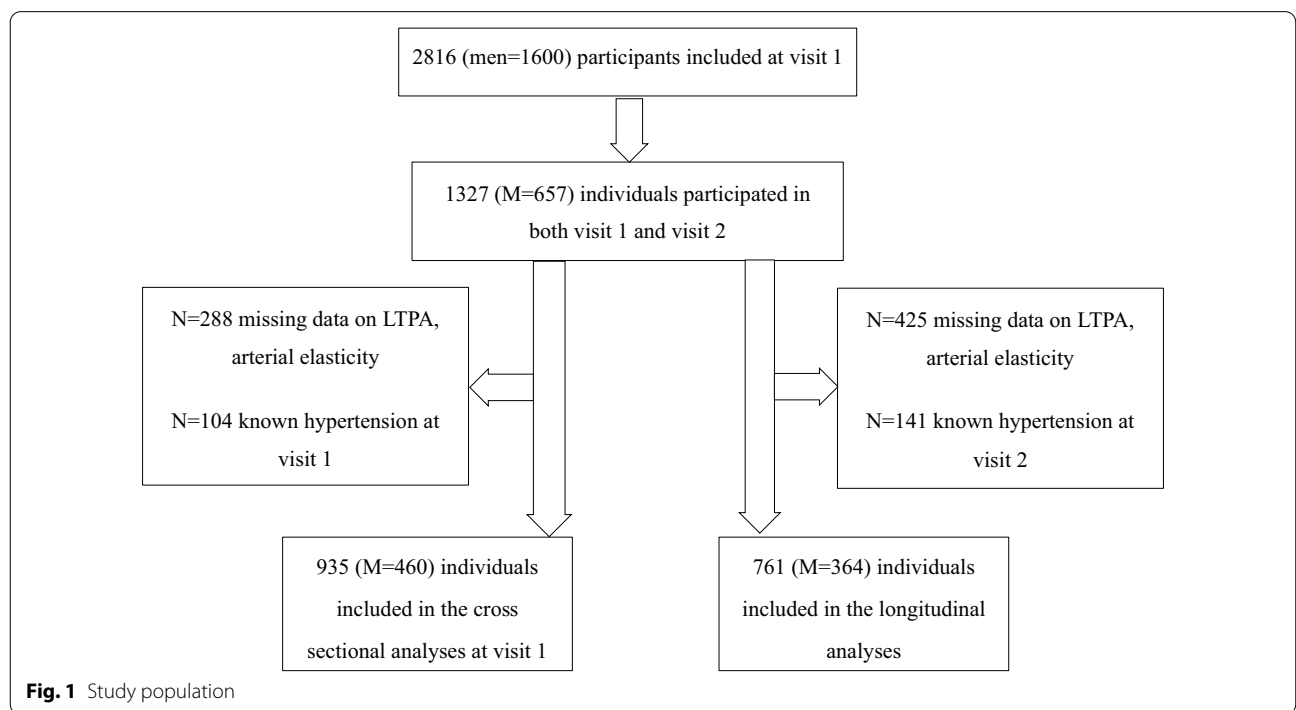 2816 (men=1600) participants included at visit 1
1327 (M=657) individuals participated in
both visit 1 and visit 2
N=288 missing data on LTPA,
arterial elasticity
N=104 known hypertension at
visit 1
N=425 missing data on LTPA,
arterial elasticity
N=141 known hypertension at
visit 2
935 (M=460) individuals
included in the cross
sectional analyses at visit 1
761 (M=364) individuals
included in the longitudinal
analyses
Fig. 1 Study population